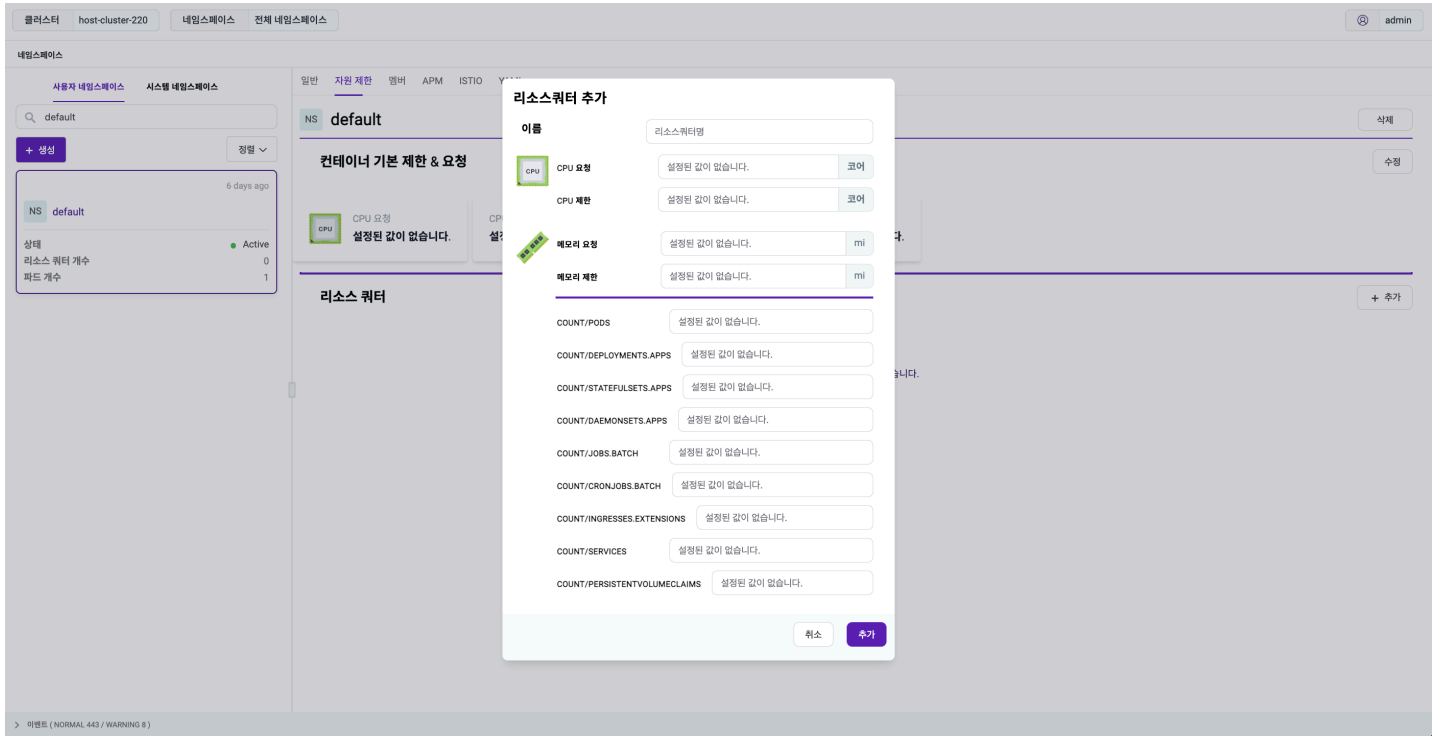 클러스터 host-cluster-220 네임스페이스 전체 네임스페이스 admin
네임스페이스
사용자 네임스페이스 시스템 네임스페이스
default
+ 생성 정렬
6 days ago
NS default
상태 Active
리소스 쿼터 개수 0
파드 개수 1
일반 자원 제한 멤버 APM ISTIO
NS default 삭제
컨테이너 기본 제한 & 요청 수정
CPU CPU 요청
설정된 값이 없습니다.
리소스 쿼터 + 추가
리소스쿼터 추가
이름 리소스쿼터명
CPU CPU 요청 설정된 값이 없습니다. 코어
CPU 제한 설정된 값이 없습니다. 코어
메모리 요청 설정된 값이 없습니다. mi
메모리 제한 설정된 값이 없습니다. mi
COUNT/PODS 설정된 값이 없습니다.
COUNT/DEPLOYMENTS.APPS 설정된 값이 없습니다.
COUNT/STATEFULSETS.APPS 설정된 값이 없습니다.
COUNT/DAEMONSETS.APPS 설정된 값이 없습니다.
COUNT/JOBS.BATCH 설정된 값이 없습니다.
COUNT/CRONJOBS.BATCH 설정된 값이 없습니다.
COUNT/INGRESSES.EXTENSIONS 설정된 값이 없습니다.
COUNT/SERVICES 설정된 값이 없습니다.
COUNT/PERSISTENTVOLUMECLAIMS 설정된 값이 없습니다.
취소 추가
이벤트 ( NORMAL 443 / WARNING 8 )